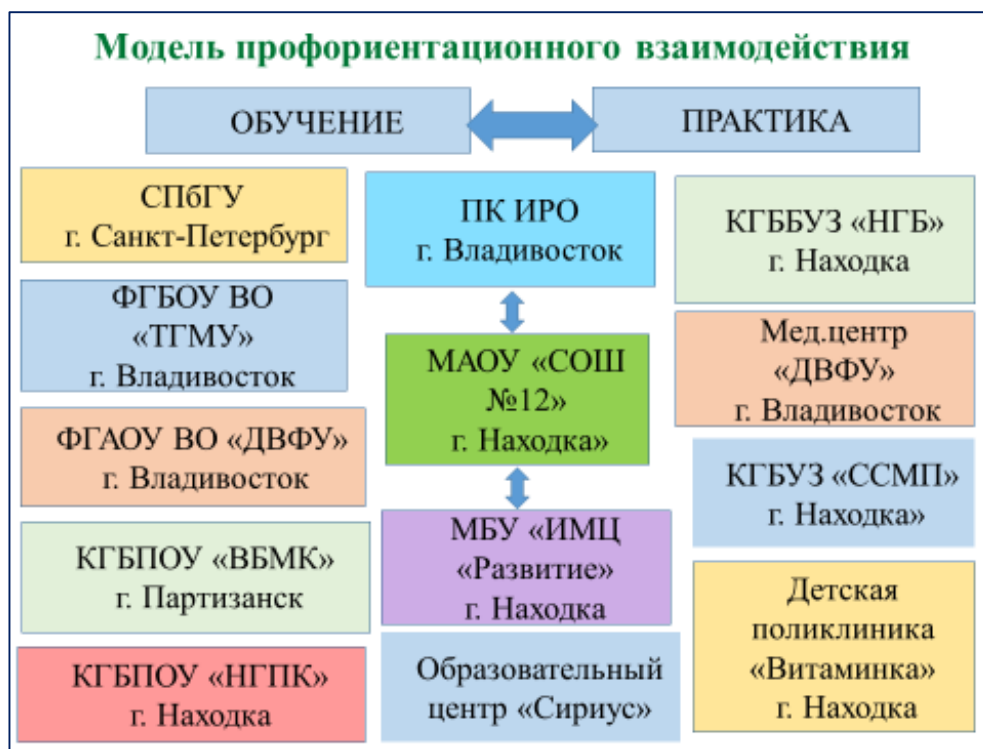 Модель профориентационного взаимодействия
ОБУЧЕНИЕ
ПРАКТИКА
СПбГУ
г. Санкт-Петербург
ФГБОУ ВО
«ТГМУ»
г. Владивосток
ФГАОУ ВО «ДВФУ»
г. Владивосток
КГБПОУ «ВБМК»
г. Партизанск
КГБПОУ «НГПК»
г. Находка
ПК ИРО
г. Владивосток
МАОУ «СОШ
№12»
г. Находка»
МБУ «ИМЦ
«Развитие»
г. Находка
Образовательный
центр «Сириус»
КГББУЗ «НГБ»
г. Находка
Мед.центр
«ДВФУ»
г. Владивосток
КГБУЗ «ССМП»
г. Находка»
Детская
поликлиника
«Витаминка»
г. Находка